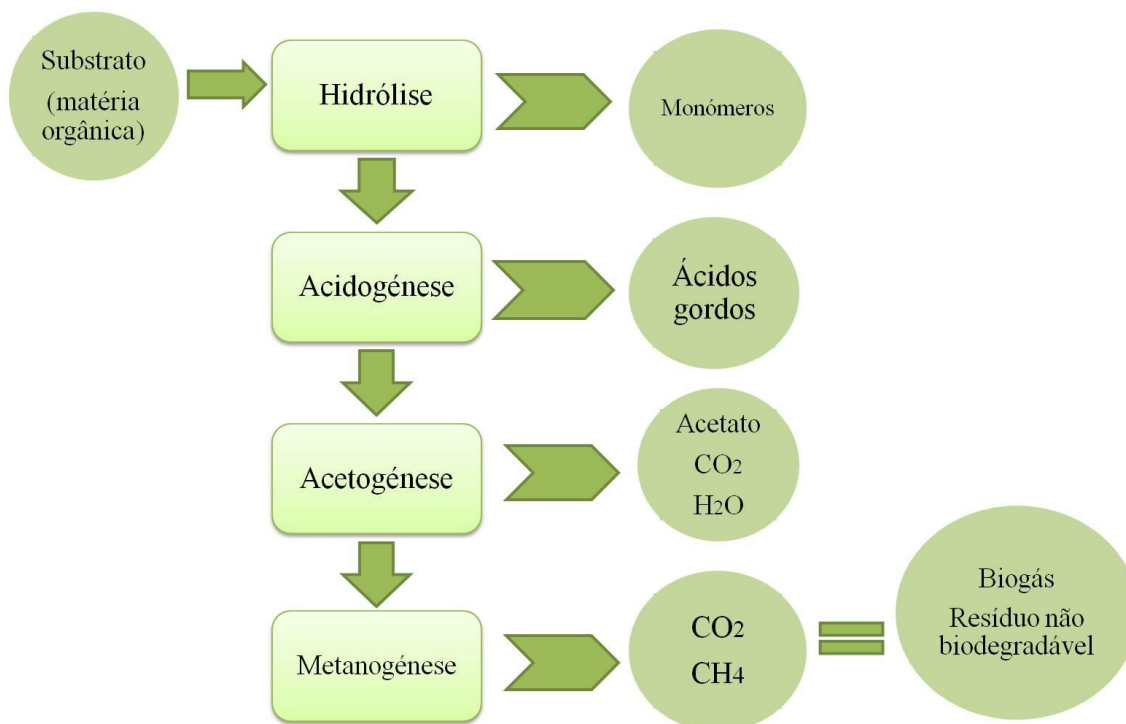 Substrato
(matéria
orgânica)
Hidrólise
Monómeros
Acidogénese
Ácidos
gordos
Acetogénese
Acetato
CO2
H2O
Metanogénese
CO2
CH4
Biogás
Resíduo não
biodegradável